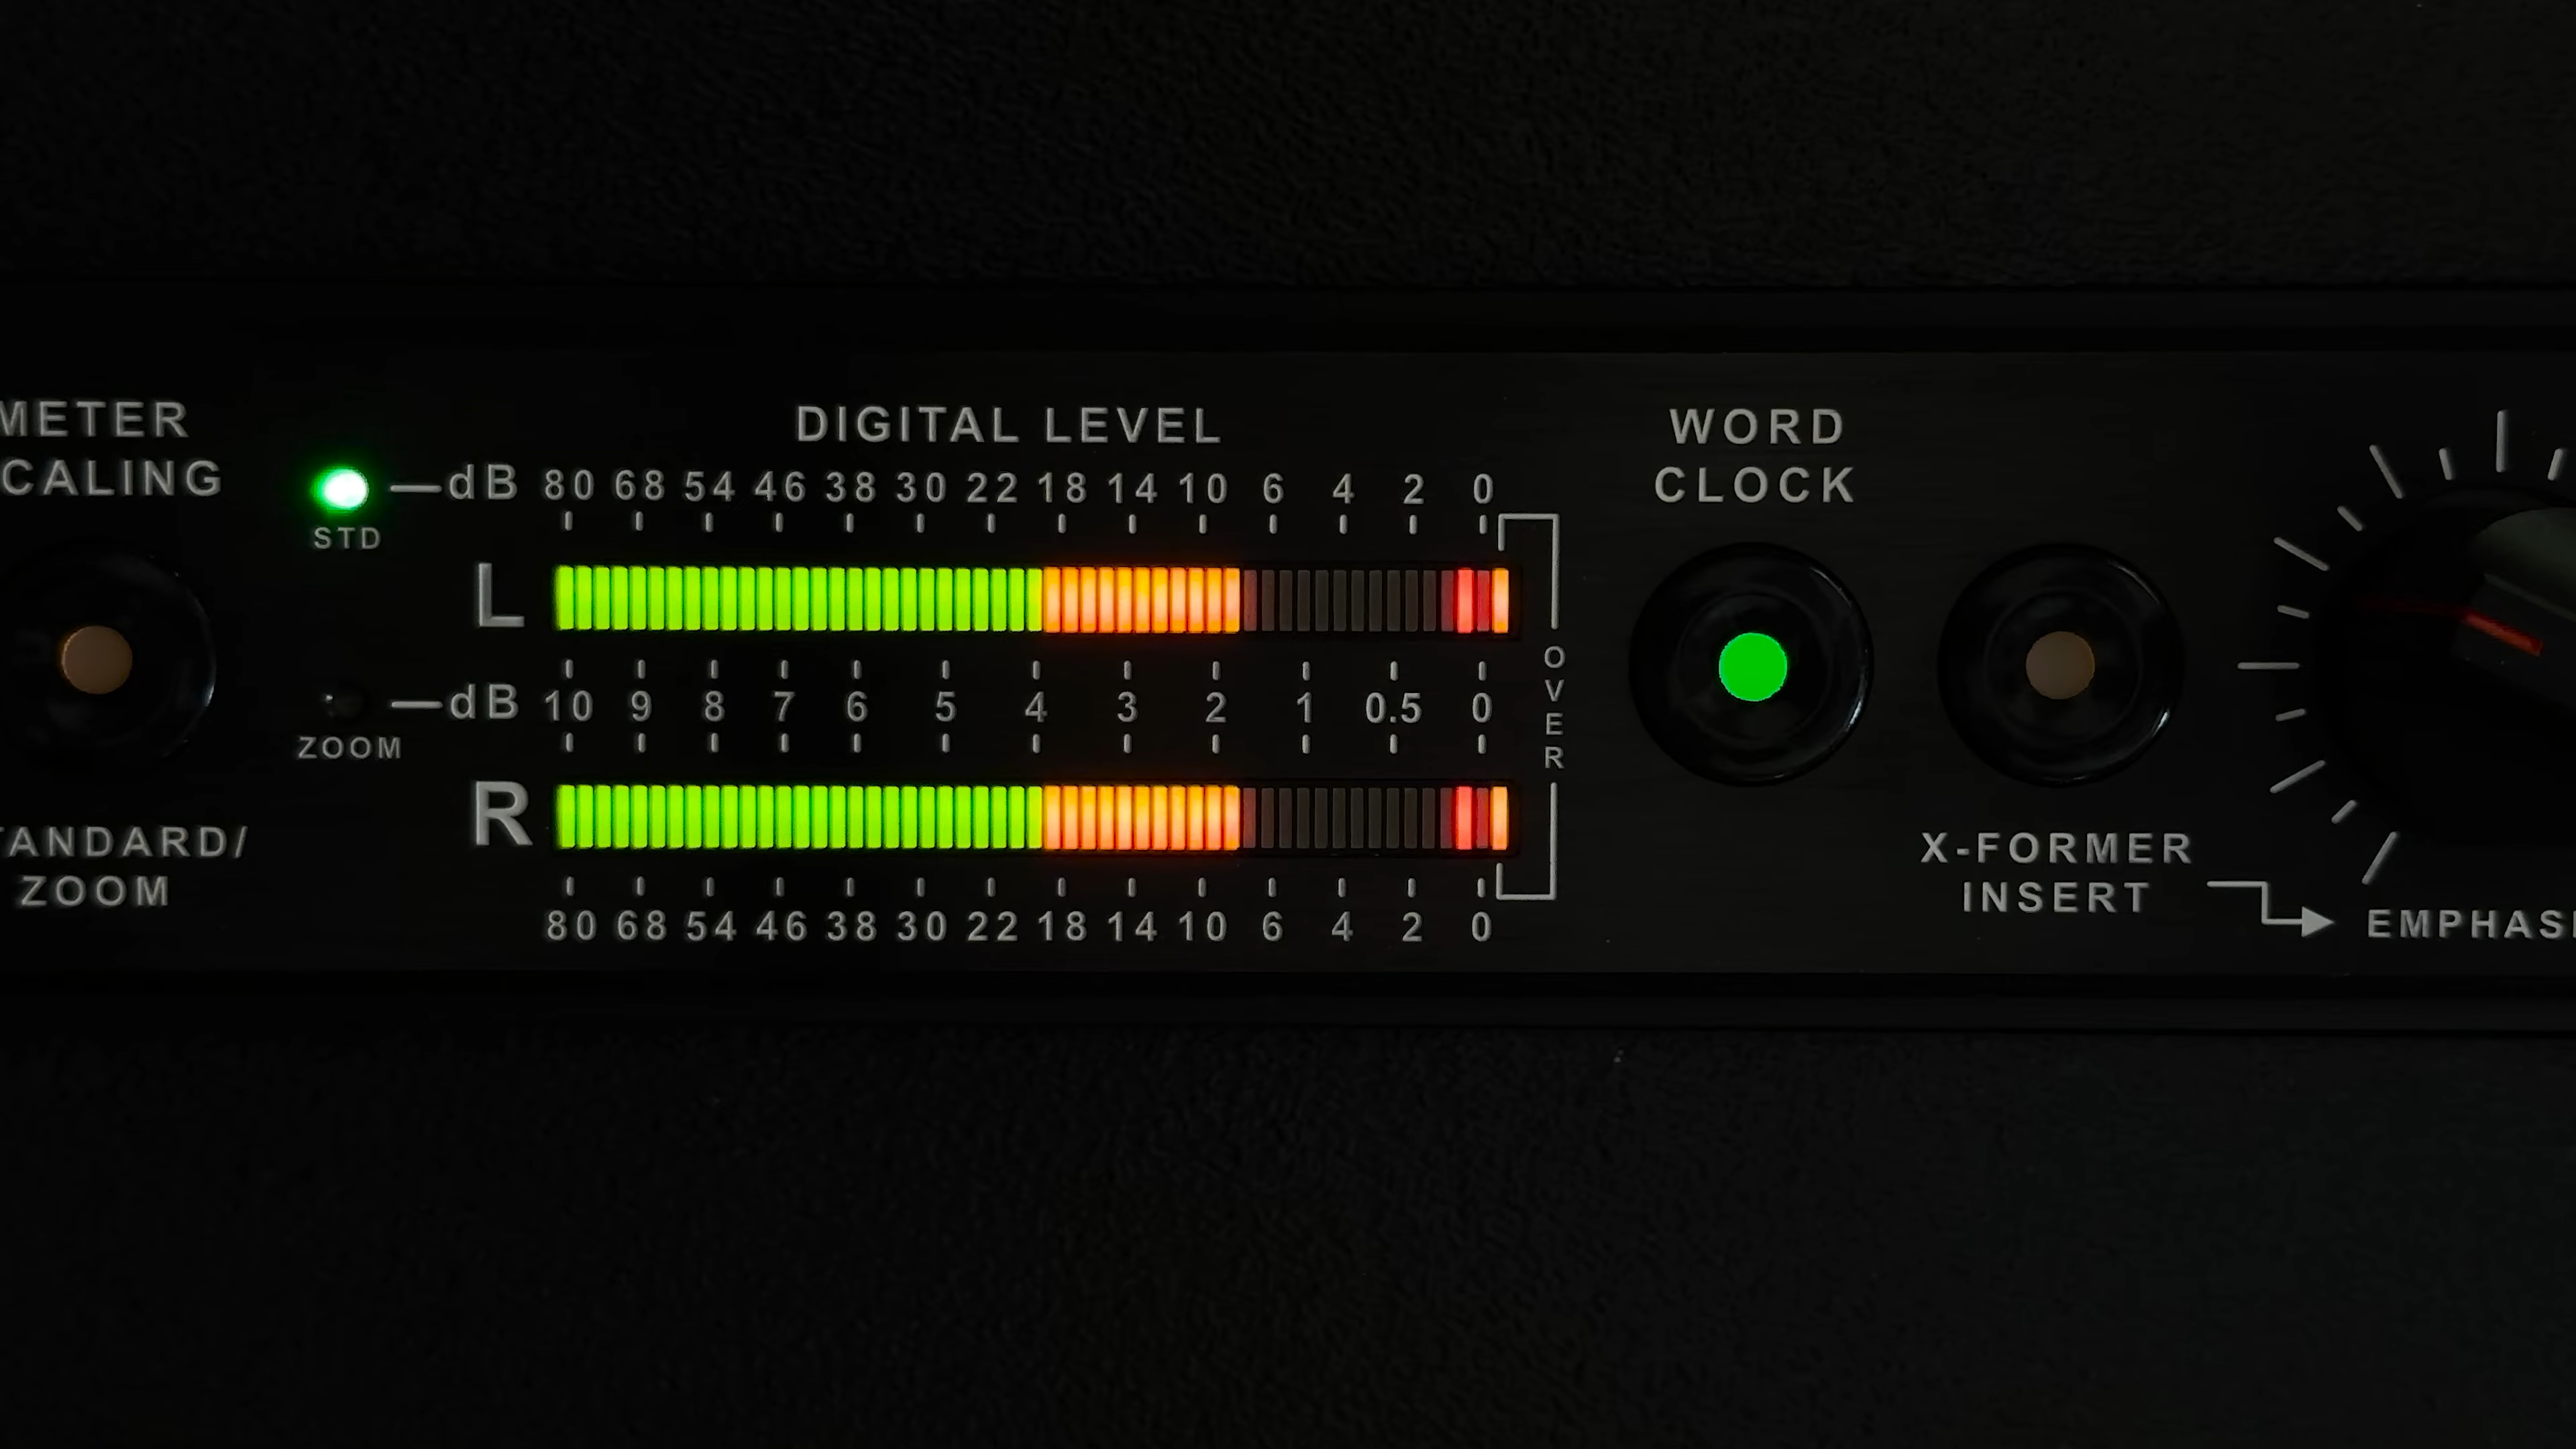 METER
CALING
STD
ZOOM
TANDARD/
ZOOM
DIGITAL LEVEL
dB 80 68 54 46 38 30 22 18 14 10 6 4 2 0
L
dB 10 9 8 7 6 5 4 3 2 1 0.5 0
R
80 68 54 46 38 30 22 18 14 10 6 4 2 0
OVER
WORD
CLOCK
X-FORMER
INSERT
EMPHASI